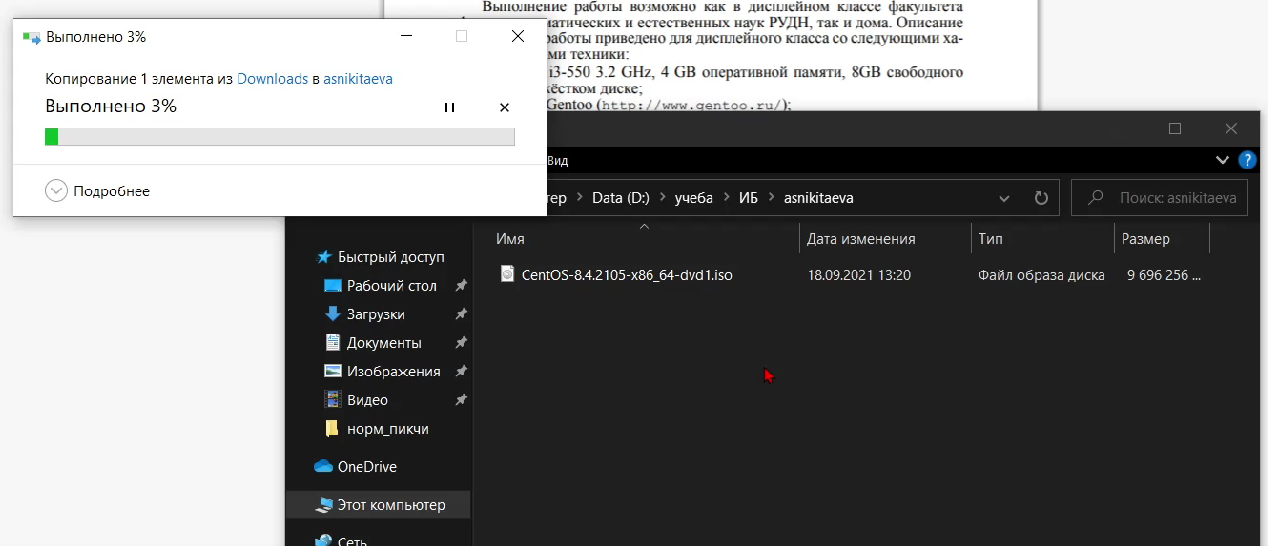 Выполнение работы возможно как в дисплейном классе факультета
матических и естественных наук РУДН, так и дома. Описание
работы приведено для дисплейного класса со следующими ха-
ми техники:
i3-550 3.2 GHz, 4 GB оперативной памяти, 8GB свободного
жёстком диске;
Gentoo (http://www.gentoo.ru/);
Выполнено 3%
Копирование 1 элемента из Downloads в asnikitaeva
Выполнено 3%
Подробнее
Вид
тер > Data (D:) > учеба > ИБ > asnikitaeva
Поиск: asnikitaeva
Имя Дата изменения Тип Размер
CentOS-8.4.2105-x86_64-dvd1.iso 18.09.2021 13:20 Файл образа диска 9 696 256 ...
Быстрый доступ
Рабочий стол
Загрузки
Документы
Изображения
Видео
норм_пикчи
OneDrive
Этот компьютер
Сеть